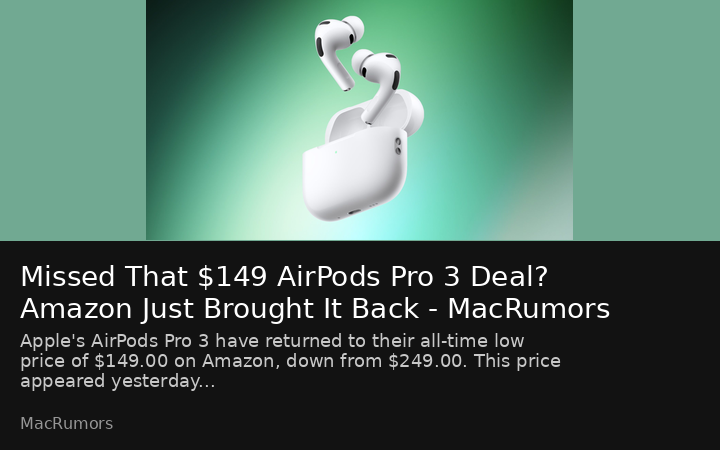 Missed That $149 AirPods Pro 3 Deal?
Amazon Just Brought It Back - MacRumors
Apple's AirPods Pro 3 have returned to their all-time low
price of $149.00 on Amazon, down from $249.00. This price
appeared yesterday...
MacRumors